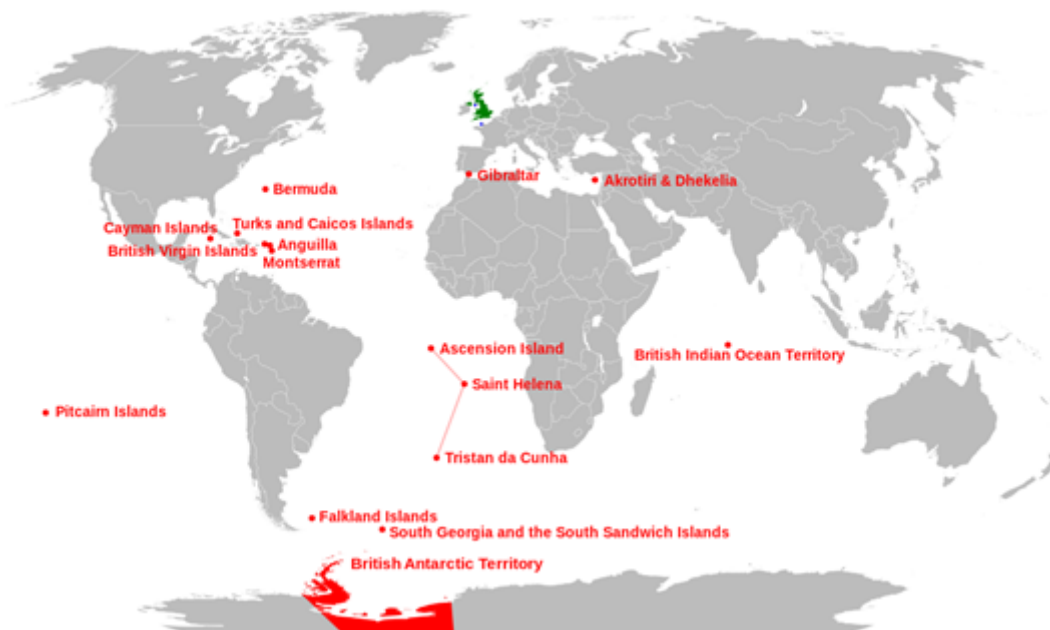 Gibraltar
Akrotiri & Dhekelia
Bermuda
Cayman Islands
Turks and Caicos Islands
British Virgin Islands
Anguilla
Montserrat
Ascension Island
British Indian Ocean Territory
Saint Helena
Pitcairn Islands
Tristan da Cunha
Falkland Islands
South Georgia and the South Sandwich Islands
British Antarctic Territory